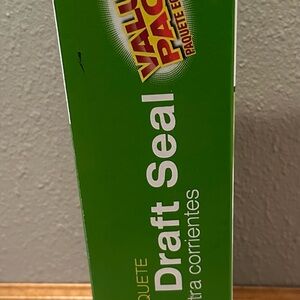 VALU
PAC
PAQUETE E
QUETE
Draft Seal
tra corrientes